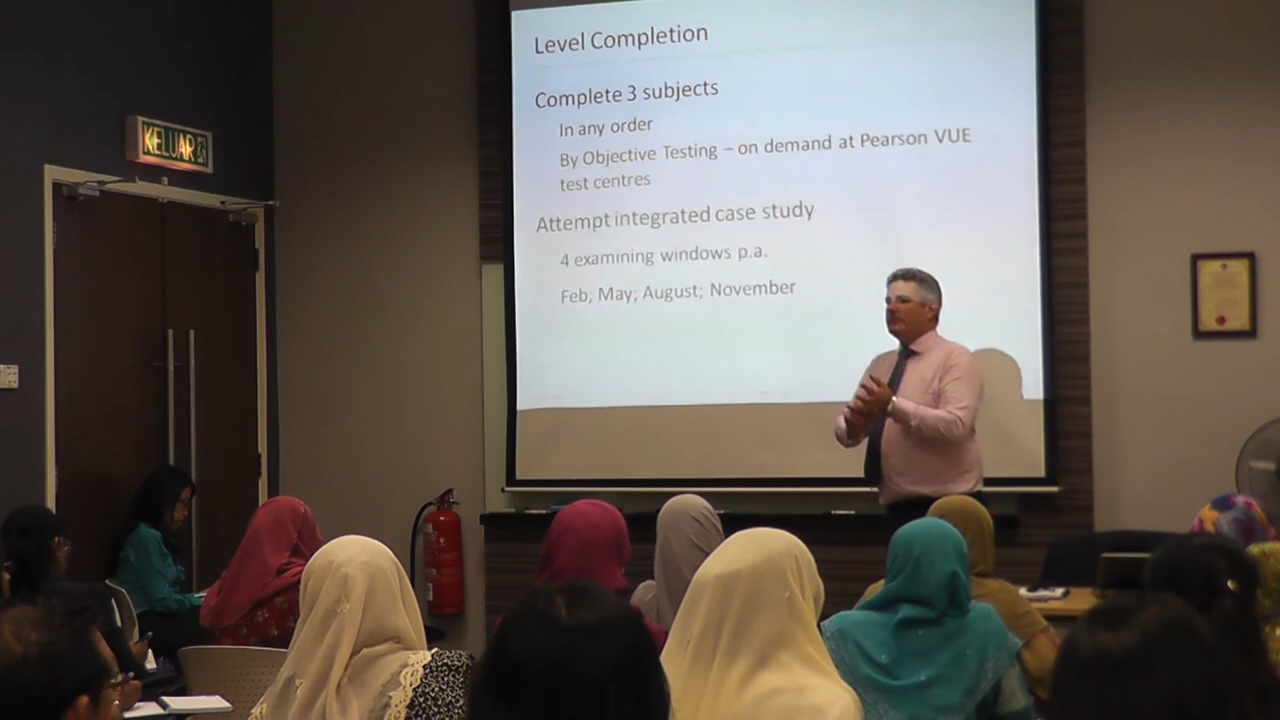 Level Completion
Complete 3 subjects
In any order
By Objective Testing – on demand at Pearson VUE
test centres
Attempt integrated case study
4 examining windows p.a.
Feb; May; August; November
KELUAR